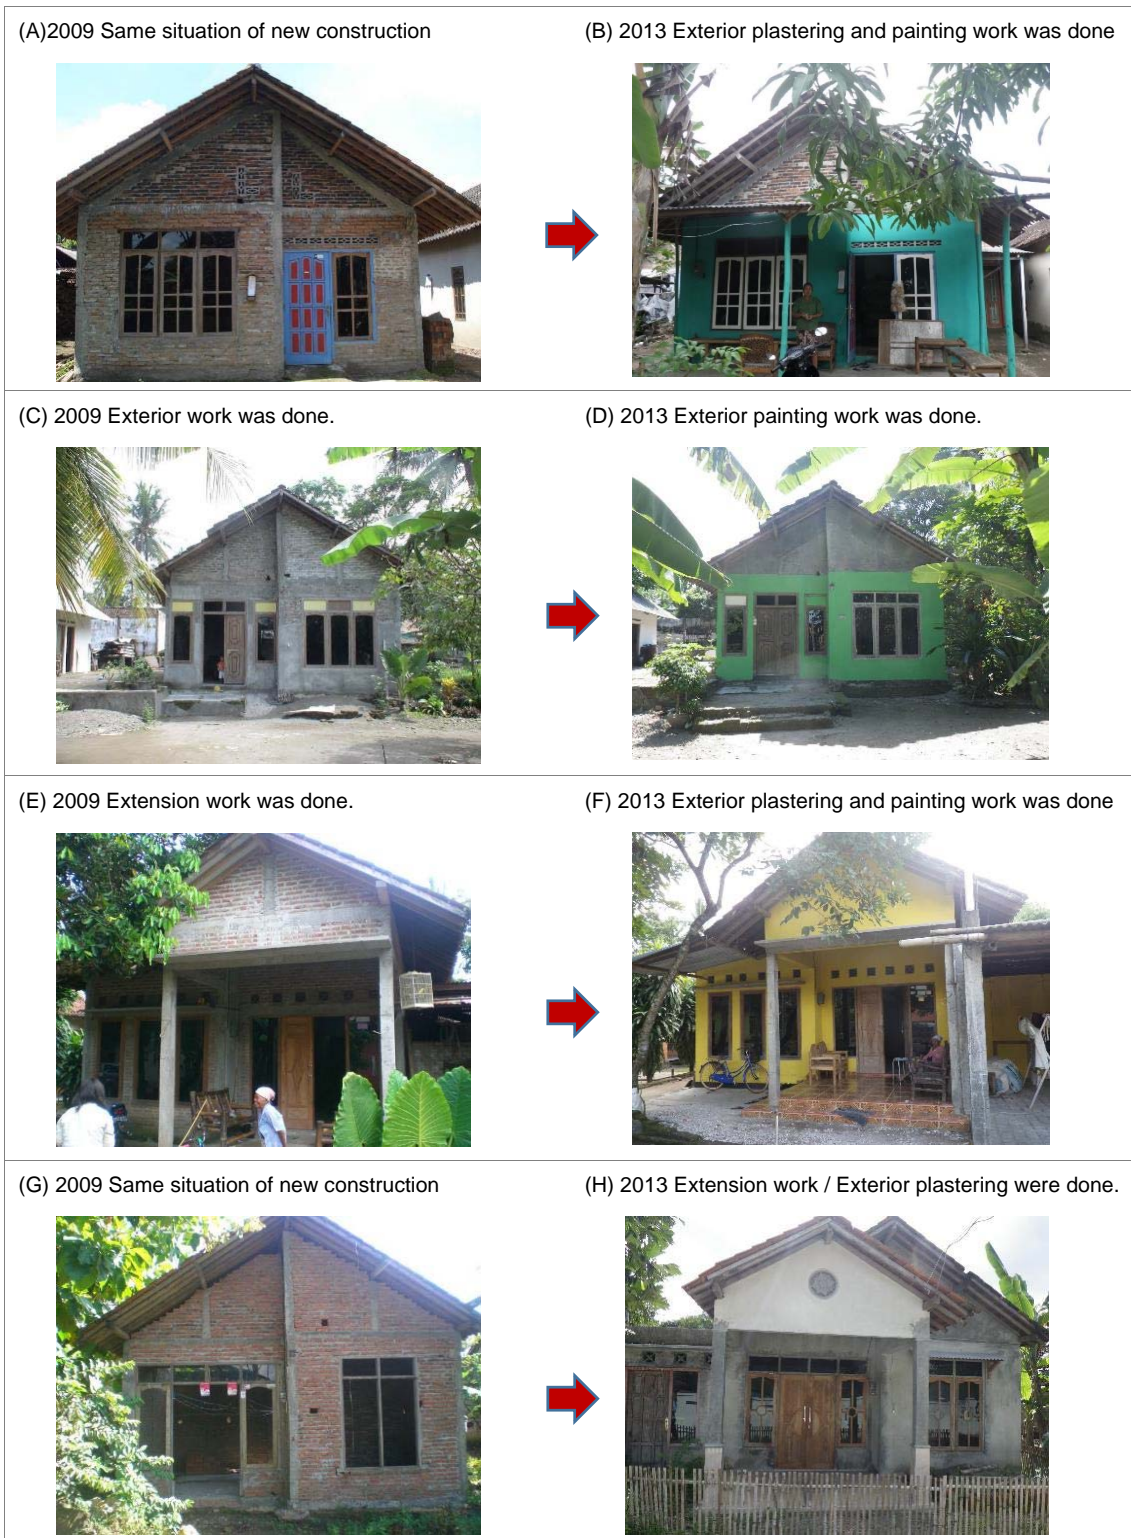 (A)2009 Same situation of new construction
(B) 2013 Exterior plastering and painting work was done
(C) 2009 Exterior work was done.
(D) 2013 Exterior painting work was done.
(E) 2009 Extension work was done.
(F) 2013 Exterior plastering and painting work was done
(G) 2009 Same situation of new construction
(H) 2013 Extension work / Exterior plastering were done.